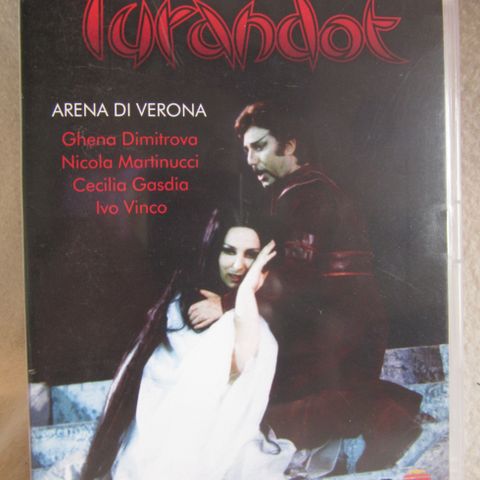 Turandot
ARENA DI VERONA
Ghena Dimitrova
Nicola Martinucci
Cecilia Gasdia
Ivo Vinco